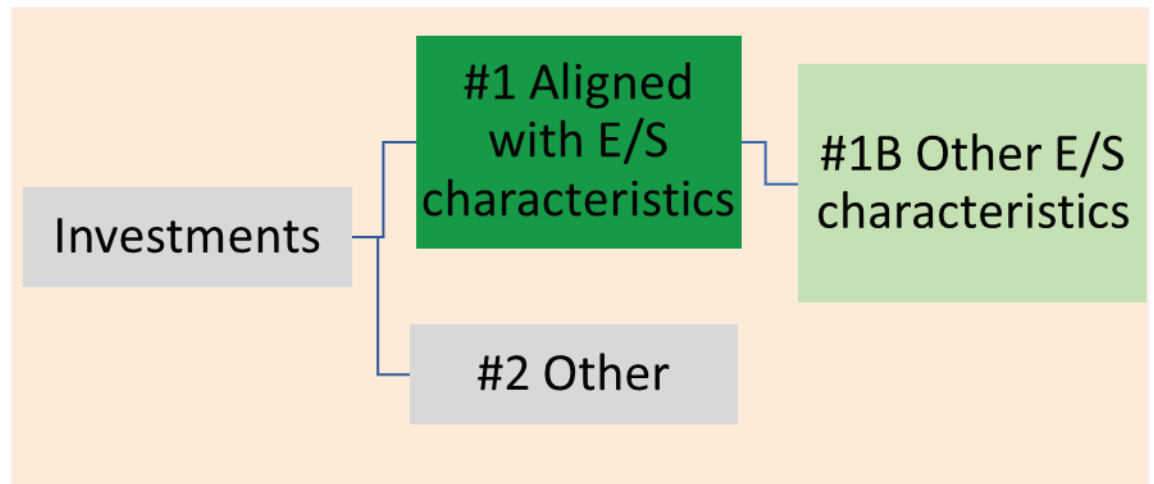 #1 Aligned
with E/S
characteristics
#1B Other E/S
characteristics
Investments
#2 Other